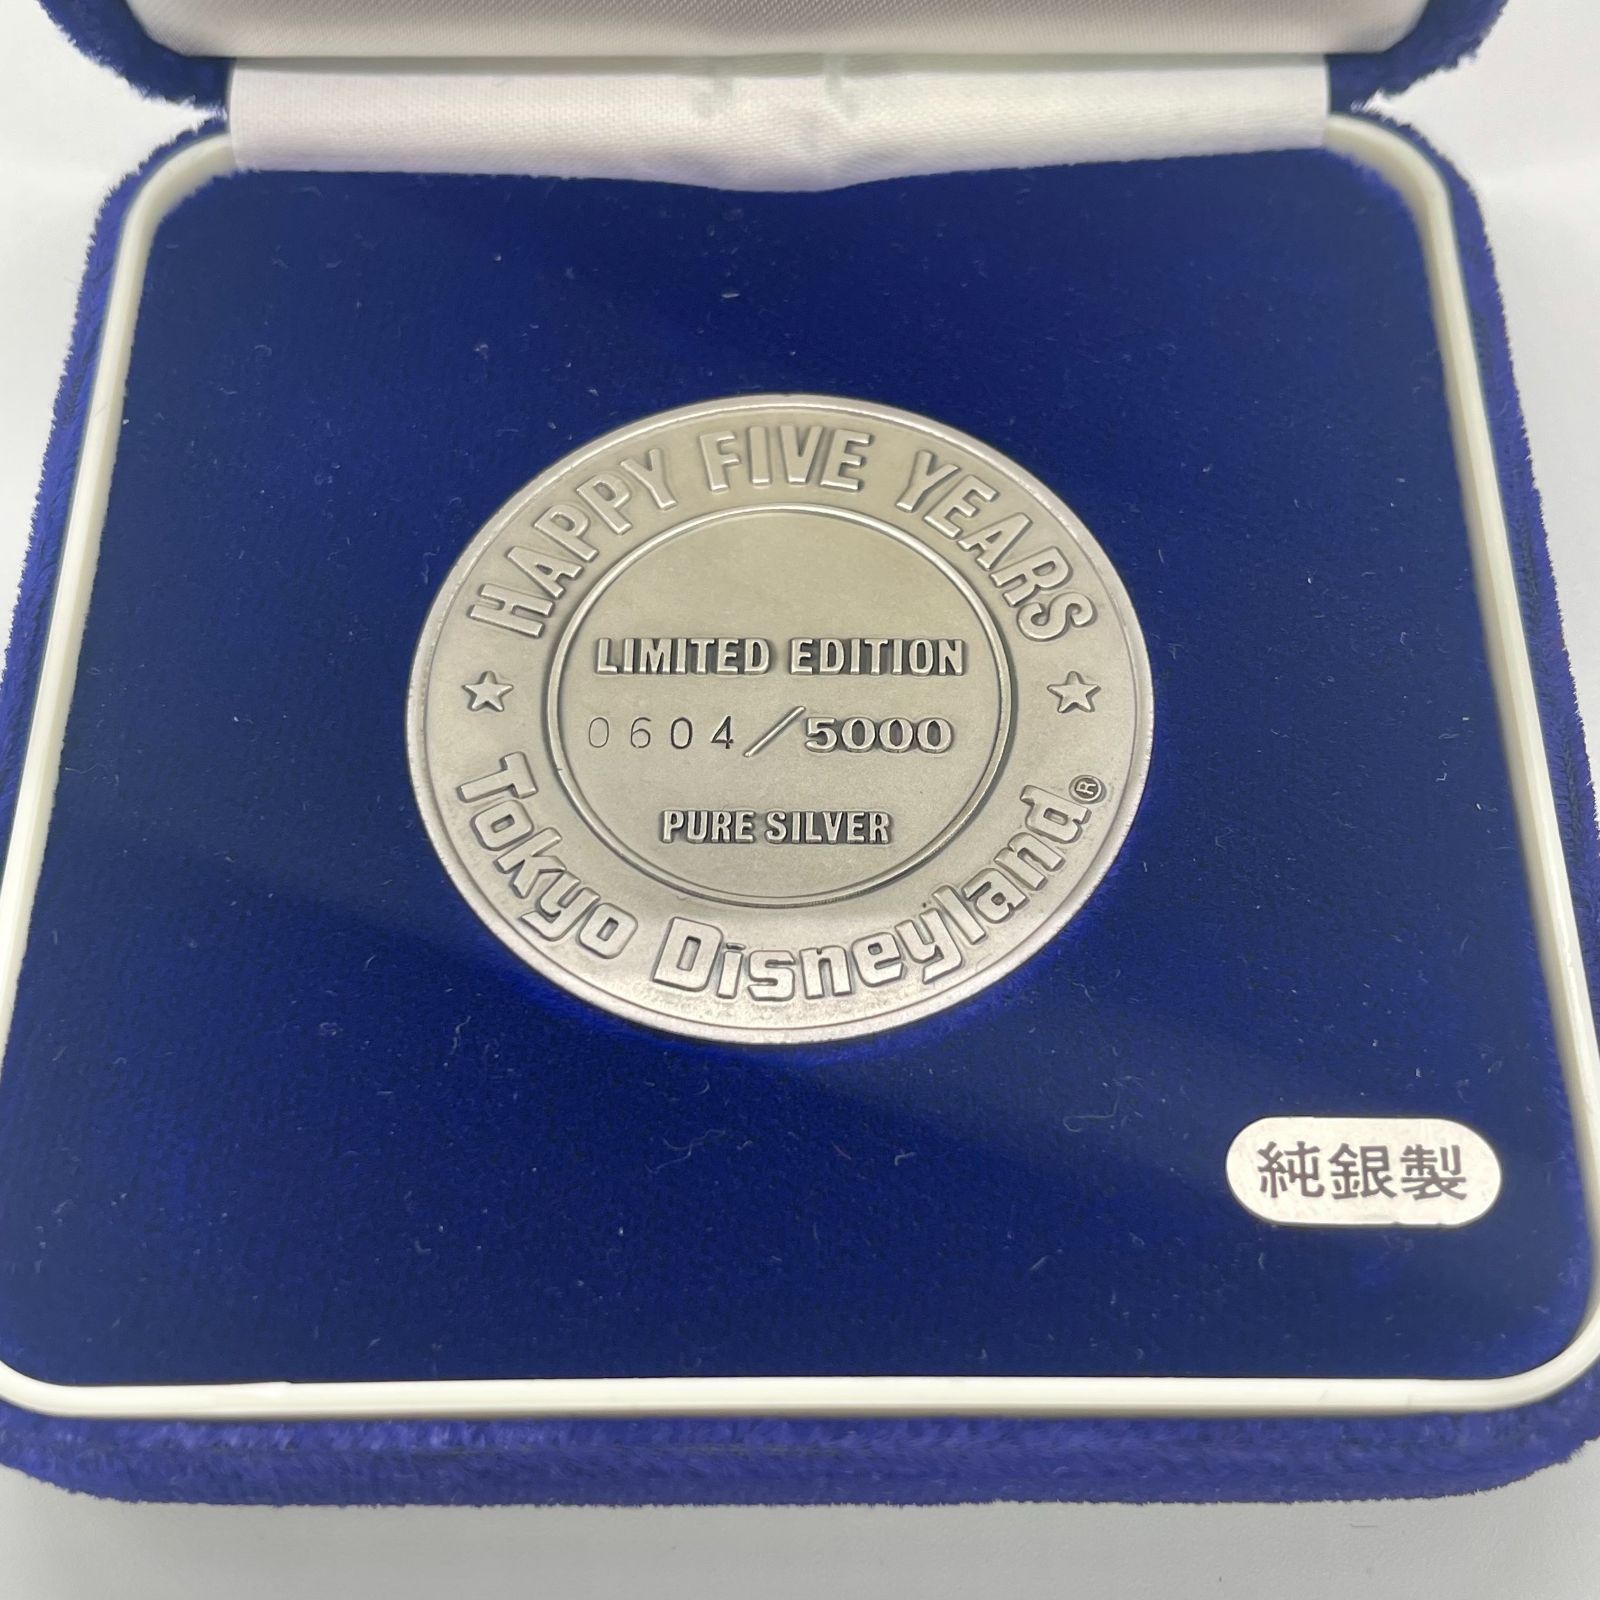 HAPPY FIVE YEARS
LIMITED EDITION
0604/5000
PURE SILVER
Tokyo Disneyland®
純銀製